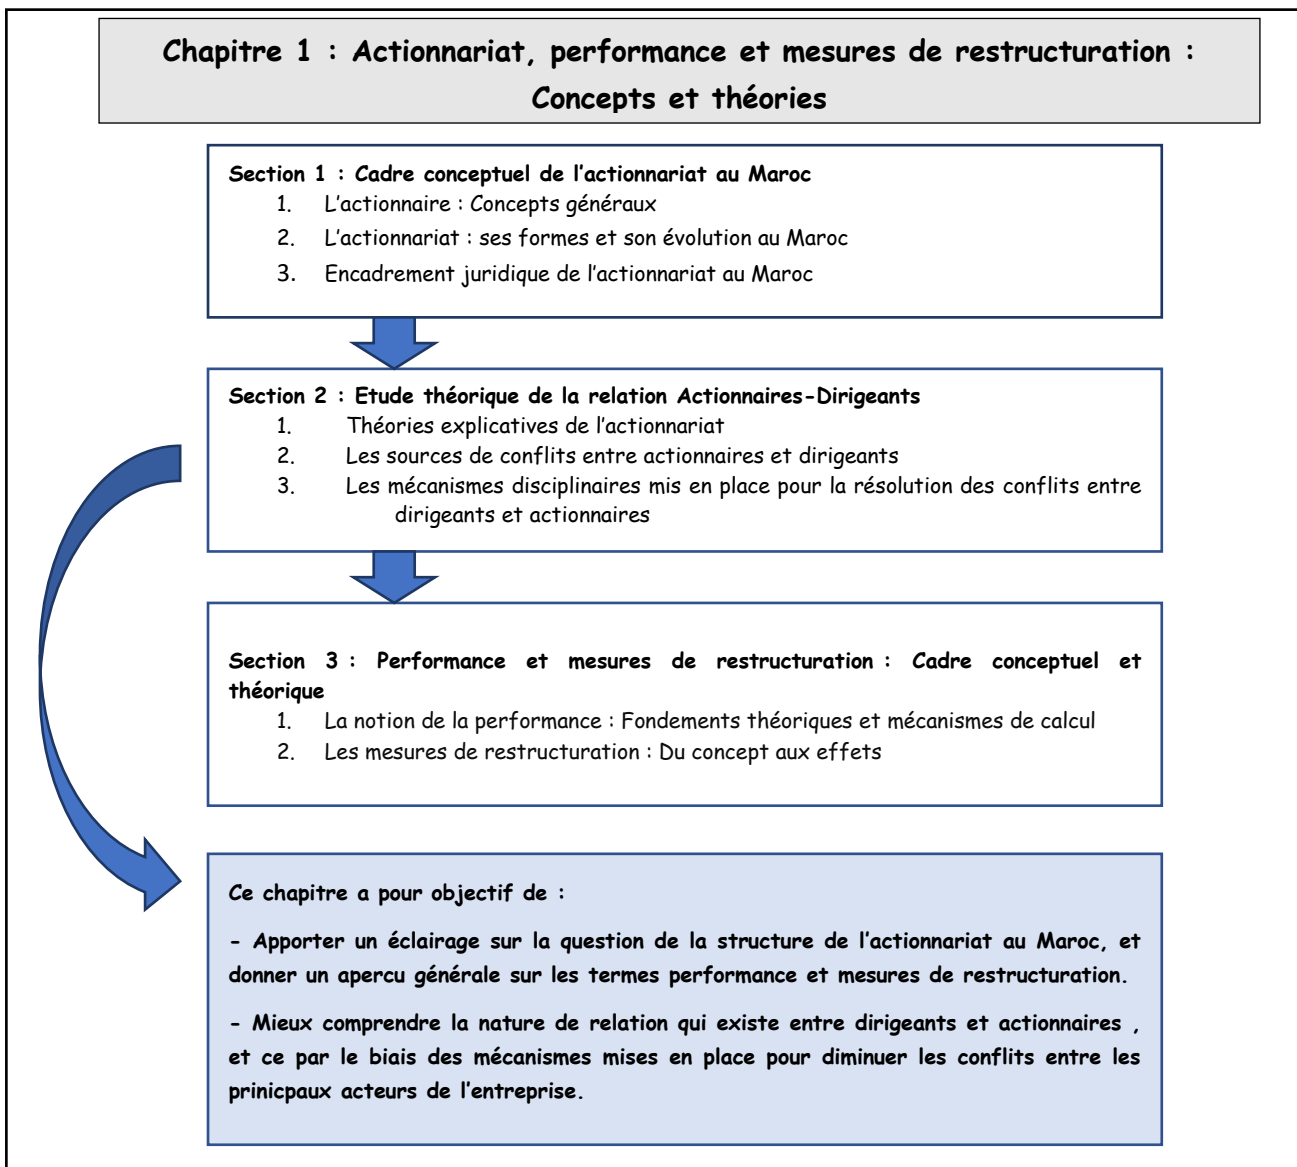 Chapitre 1 : Actionnariat, performance et mesures de restructuration :
Concepts et théories
Section 1 : Cadre conceptuel de l'actionnariat au Maroc
1. L'actionnaire : Concepts généraux
2. L'actionnariat : ses formes et son évolution au Maroc
3. Encadrement juridique de l'actionnariat au Maroc
Section 2 : Etude théorique de la relation Actionnaires-Dirigeants
1. Théories explicatives de l'actionnariat
2. Les sources de conflits entre actionnaires et dirigeants
3. Les mécanismes disciplinaires mis en place pour la résolution des conflits entre
dirigeants et actionnaires
Section 3 : Performance et mesures de restructuration : Cadre conceptuel et
théorique
1. La notion de la performance : Fondements théoriques et mécanismes de calcul
2. Les mesures de restructuration : Du concept aux effets
Ce chapitre a pour objectif de :
- Apporter un éclairage sur la question de la structure de l'actionnariat au Maroc, et
donner un apercu générale sur les termes performance et mesures de restructuration.
- Mieux comprendre la nature de relation qui existe entre dirigeants et actionnaires ,
et ce par le biais des mécanismes mises en place pour diminuer les conflits entre les
prinicpaux acteurs de l'entreprise.